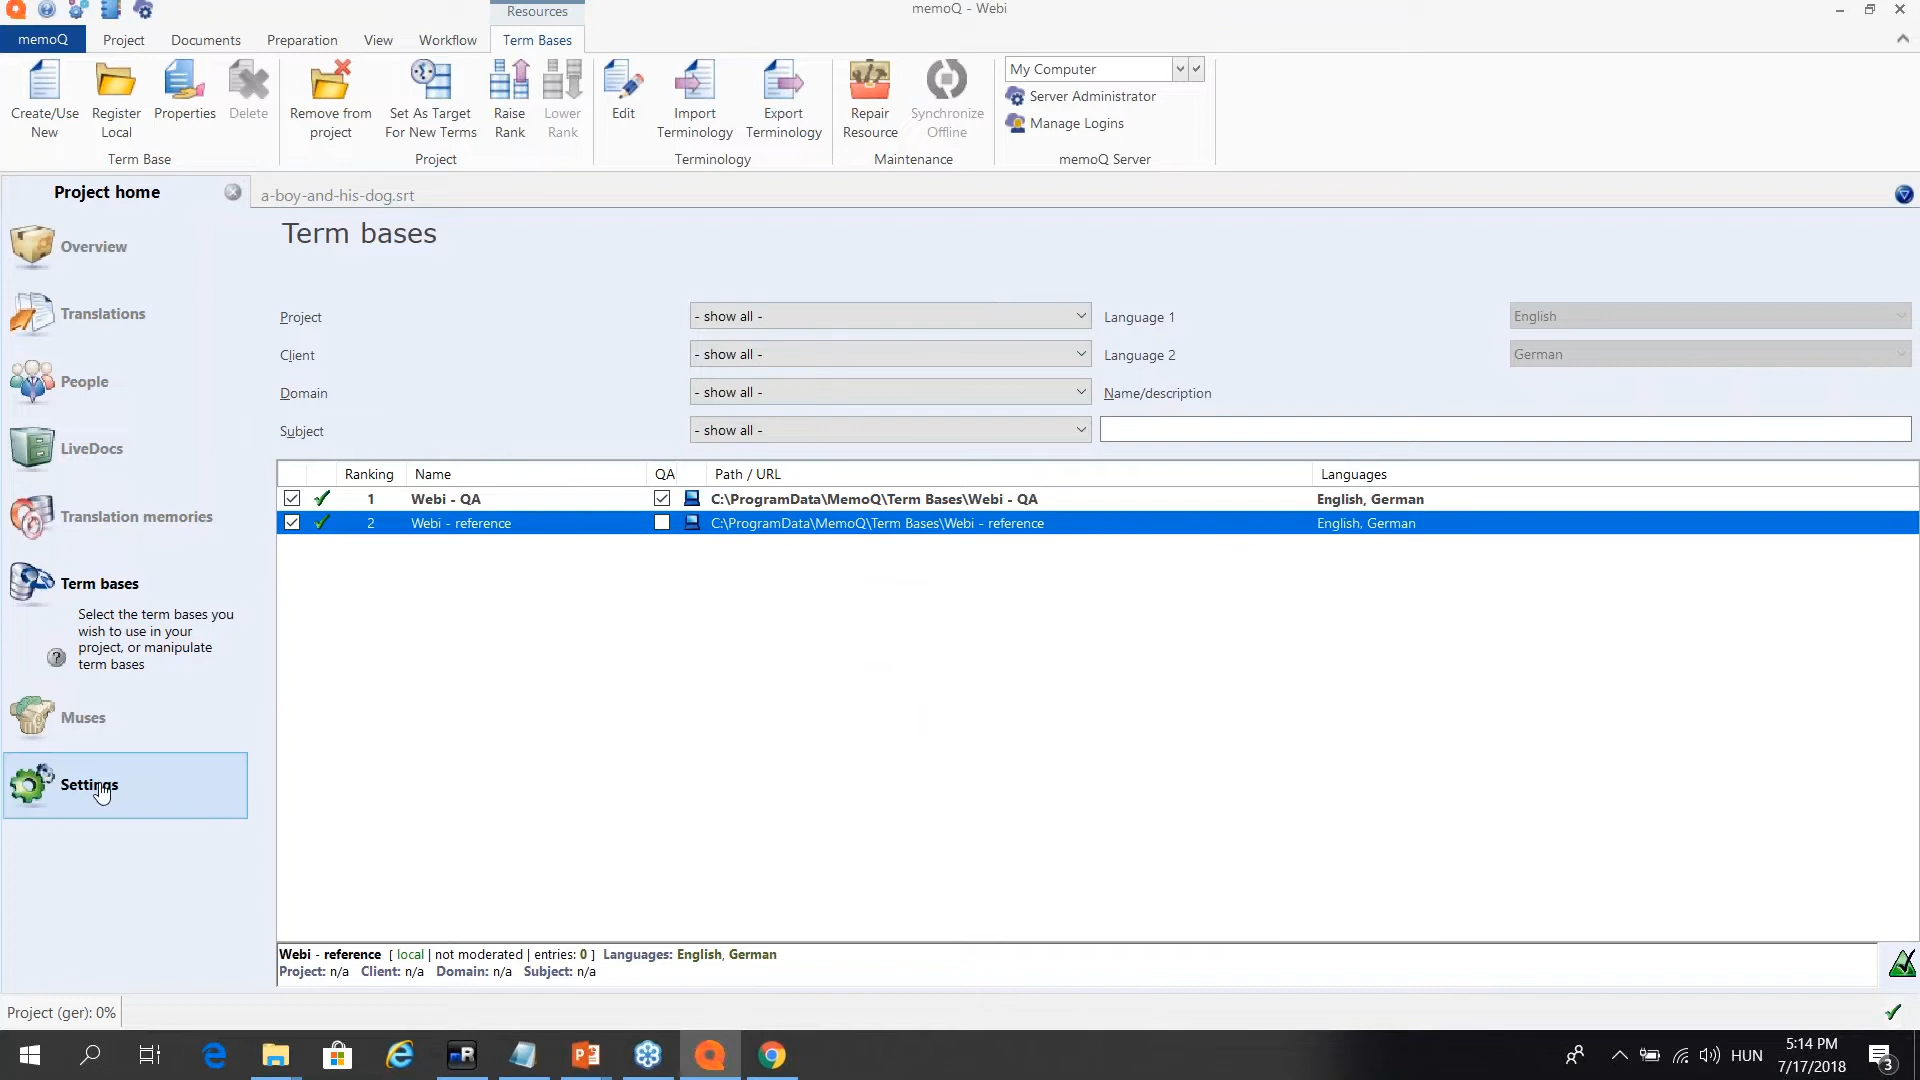 Resources
memoQ - Webi
memoQ
Project
Documents
Preparation
View
Workflow
Term Bases
Create/Use
New
Register
Local
Properties
Delete
Term Base
Remove from
project
Set As Target
For New Terms
Raise
Rank
Lower
Rank
Project
Edit
Import
Terminology
Export
Terminology
Terminology
Repair
Resource
Synchronize
Offline
Maintenance
My Computer
Server Administrator
Manage Logins
memoQ Server
Project home
a-boy-and-his-dog.srt
Overview
Translations
People
LiveDocs
Translation memories
Term bases
Select the term bases you
wish to use in your
project, or manipulate
term bases
Muses
Settings
Term bases
Project
- show all -
Language 1
English
Client
- show all -
Language 2
German
Domain
- show all -
Name/description
Subject
- show all -
Ranking Name QA Path / URL Languages
1 Webi - QA C:\ProgramData\MemoQ\Term Bases\Webi - QA English, German
2 Webi - reference C:\ProgramData\MemoQ\Term Bases\Webi - reference English, German
Webi - reference [ local | not moderated | entries: 0 ] Languages: English, German
Project: n/a Client: n/a Domain: n/a Subject: n/a
Project (ger): 0%
HUN
5:14 PM
7/17/2018
3